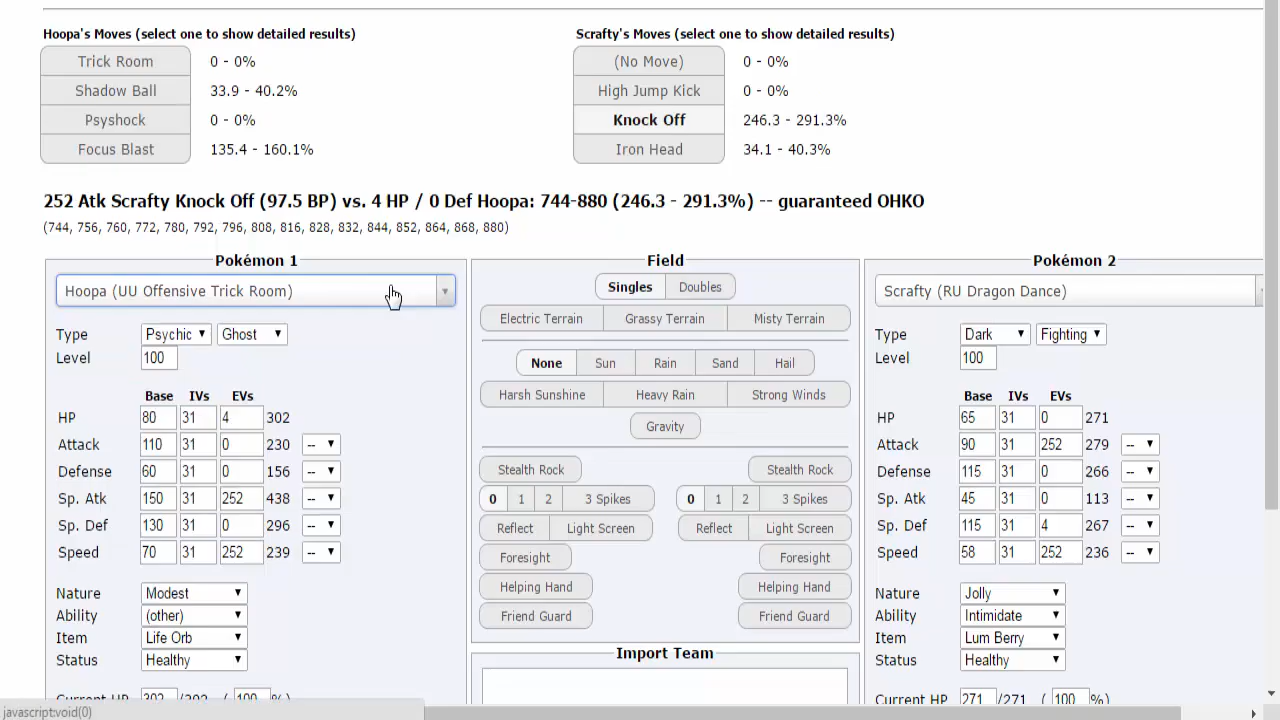 Hoopa's Moves (select one to show detailed results)
Trick Room 0 - 0%
Shadow Ball 33.9 - 40.2%
Psyshock 0 - 0%
Focus Blast 135.4 - 160.1%
Scrafty's Moves (select one to show detailed results)
(No Move) 0 - 0%
High Jump Kick 0 - 0%
Knock Off 246.3 - 291.3%
Iron Head 34.1 - 40.3%
252 Atk Scrafty Knock Off (97.5 BP) vs. 4 HP / 0 Def Hoopa: 744-880 (246.3 - 291.3%) -- guaranteed OHKO
(744, 756, 760, 772, 780, 792, 796, 808, 816, 828, 832, 844, 852, 864, 868, 880)
Pokémon 1
Hoopa (UU Offensive Trick Room)
Type Psychic Ghost
Level 100
Base IVs EVs
HP 80 31 4 302
Attack 110 31 0 230 --
Defense 60 31 0 156 --
Sp. Atk 150 31 252 438 --
Sp. Def 130 31 0 296 --
Speed 70 31 252 239 --
Nature Modest
Ability (other)
Item Life Orb
Status Healthy
Current HP 302 /302 ( 100 %)
Field
Singles Doubles
Electric Terrain Grassy Terrain Misty Terrain
None Sun Rain Sand Hail
Harsh Sunshine Heavy Rain Strong Winds
Gravity
Stealth Rock Stealth Rock
0 1 2 3 Spikes 0 1 2 3 Spikes
Reflect Light Screen Reflect Light Screen
Foresight Foresight
Helping Hand Helping Hand
Friend Guard Friend Guard
Import Team
Pokémon 2
Scrafty (RU Dragon Dance)
Type Dark Fighting
Level 100
Base IVs EVs
HP 65 31 0 271
Attack 90 31 252 279 --
Defense 115 31 0 266 --
Sp. Atk 45 31 0 113 --
Sp. Def 115 31 4 267 --
Speed 58 31 252 236 --
Nature Jolly
Ability Intimidate
Item Lum Berry
Status Healthy
Current HP 271 /271 ( 100 %)
javascript:void(0)